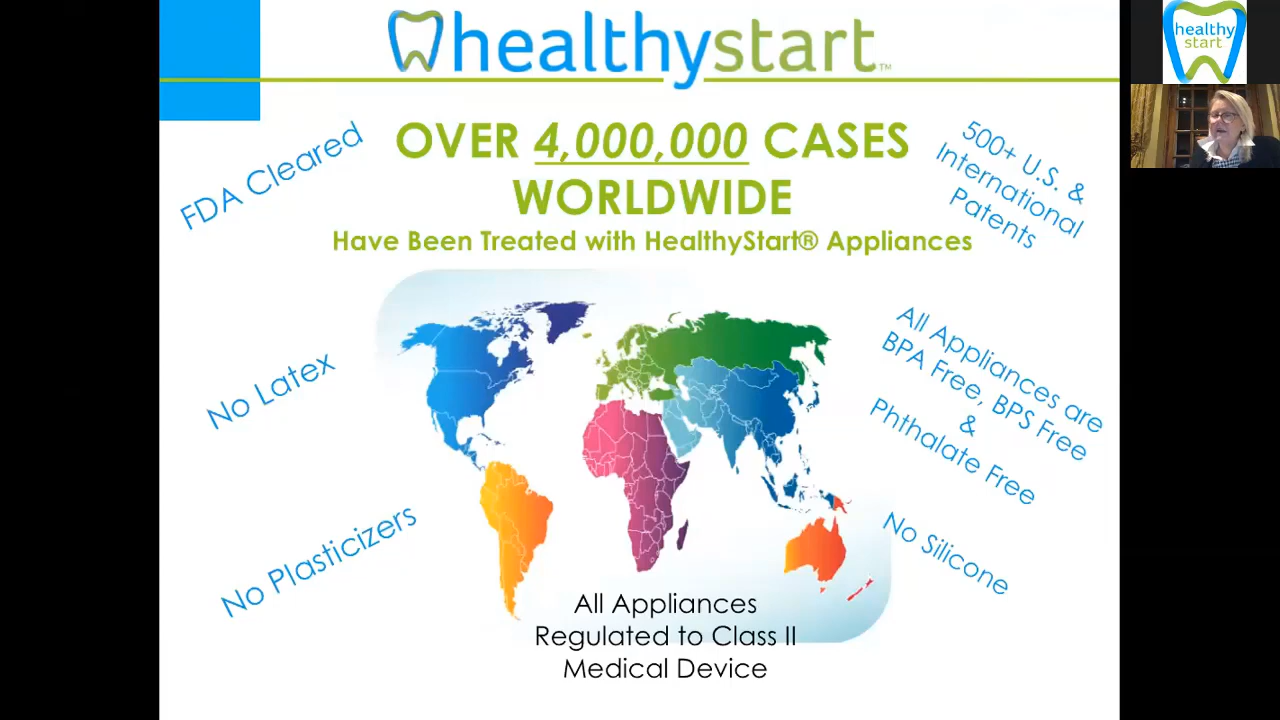 healthystart™
healthy
start
OVER 4,000,000 CASES
WORLDWIDE
Have Been Treated with HealthyStart® Appliances
FDA Cleared
500+ U.S. &
International
Patents
No Latex
All Appliances are
BPA Free, BPS Free
&
Phthalate Free
No Plasticizers
No Silicone
All Appliances
Regulated to Class II
Medical Device